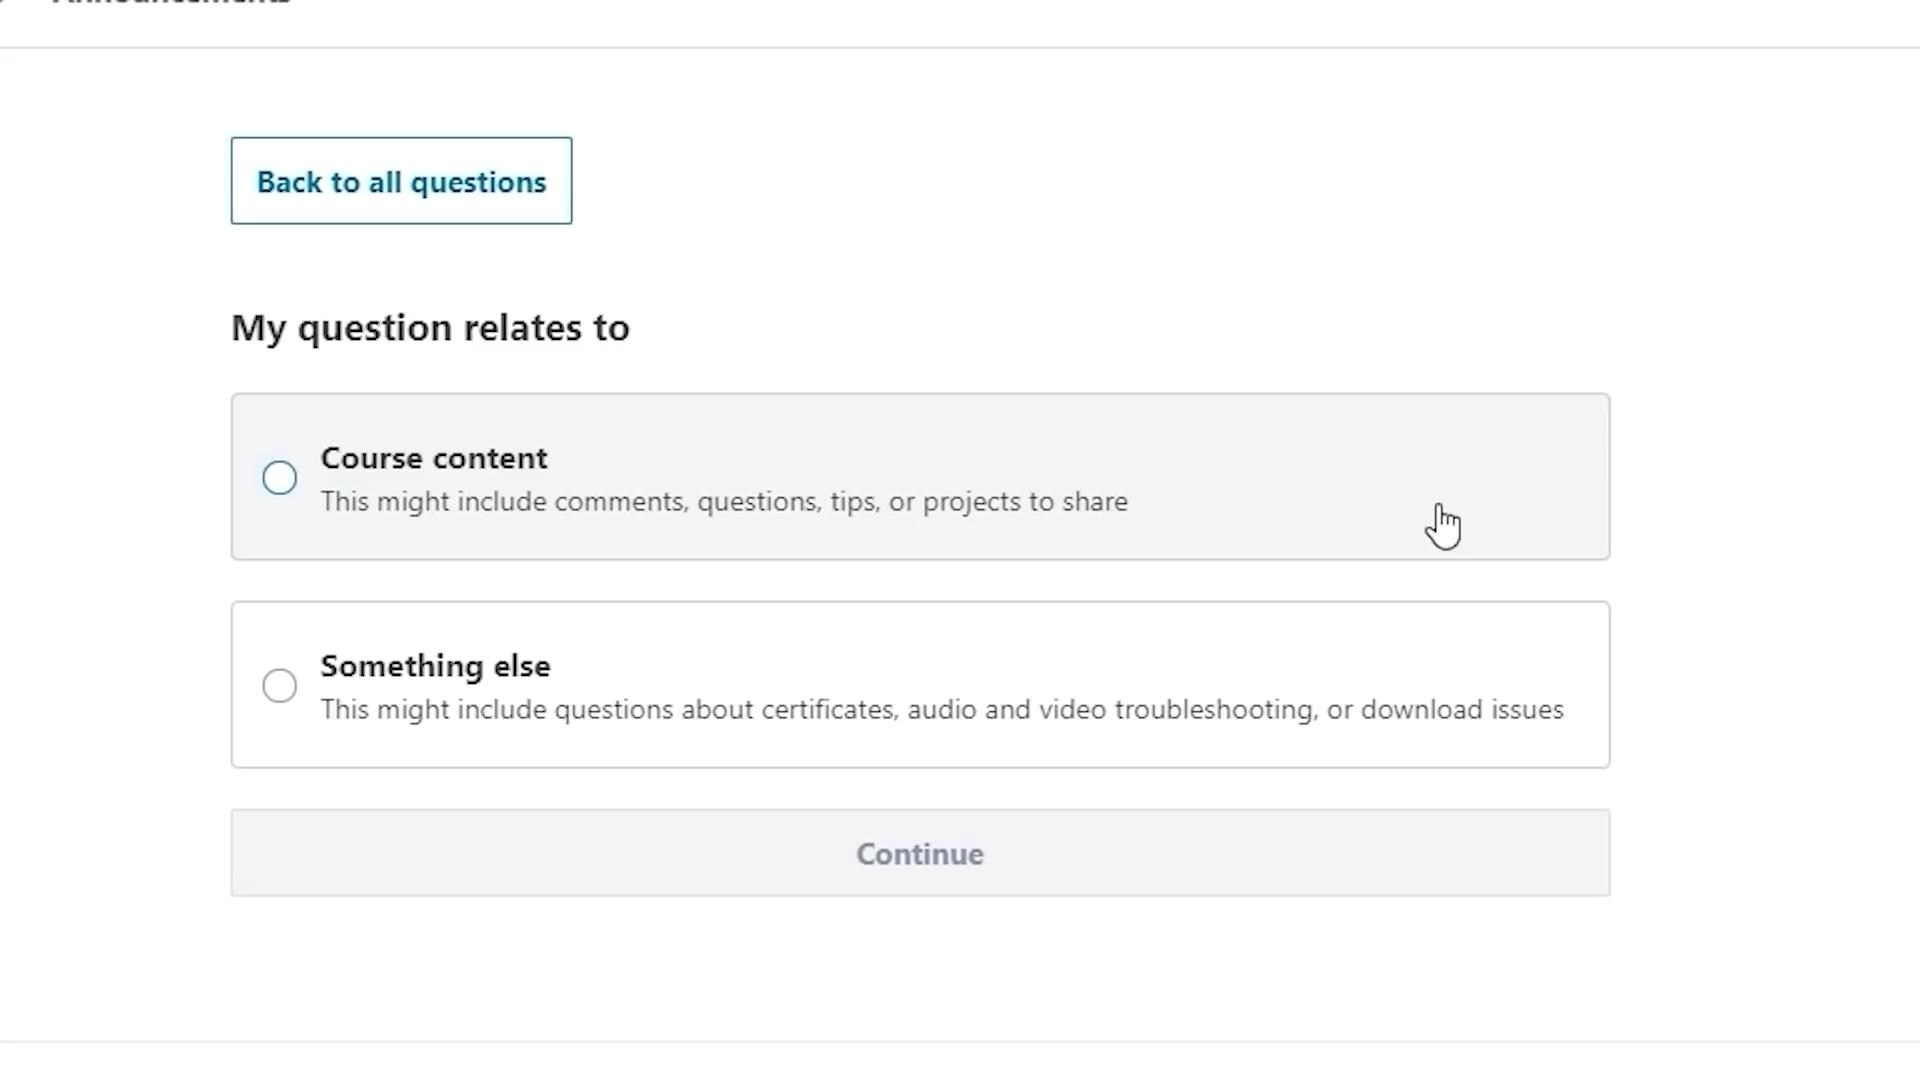 Back to all questions
My question relates to
Course content
This might include comments, questions, tips, or projects to share
Something else
This might include questions about certificates, audio and video troubleshooting, or download issues
Continue